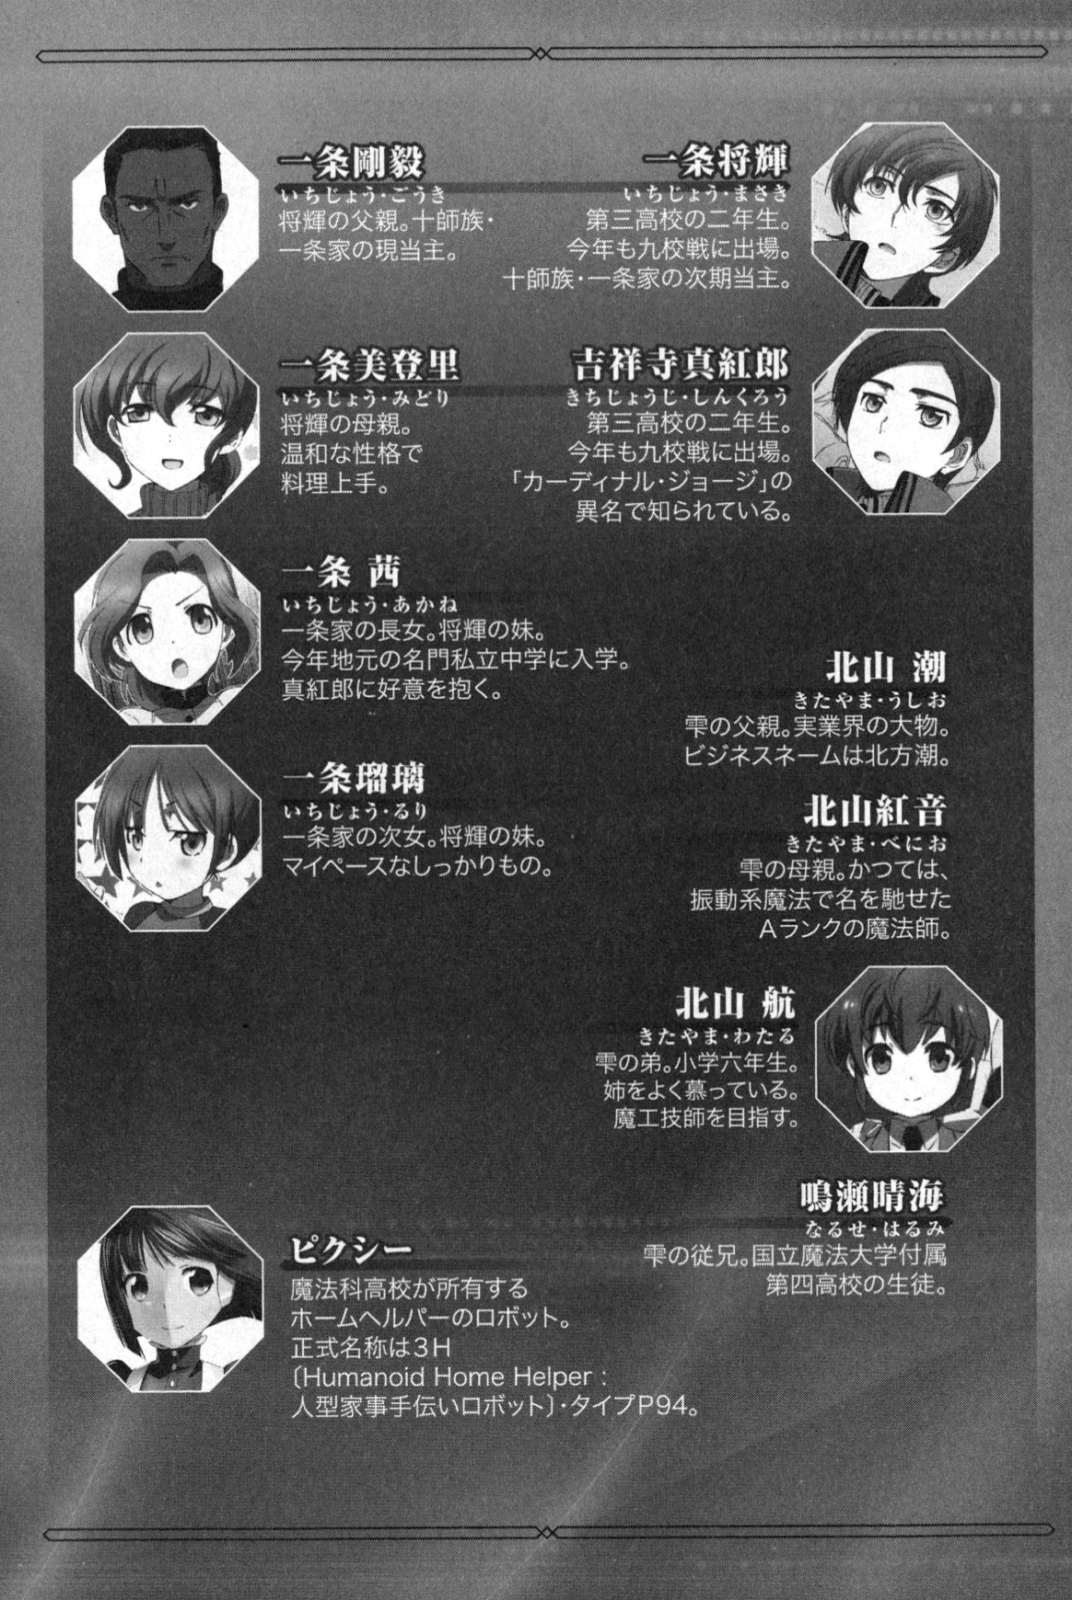 一条将輝
いちじょう・まさき
第三高校の二年生。
今年も九校戦に出場。
十師族・一条家の次期当主。
吉祥寺真紅郎
きちじょうじ・しんくろう
第三高校の二年生。
今年も九校戦に出場。
「カーディナル・ジョージ」の
異名で知られている。
一条剛毅
いちじょう・ごうき
将輝の父親。十師族・
一条家の現当主。
一条美登里
いちじょう・みどり
将輝の母親。
温和な性格で
料理上手。
一条 茜
いちじょう・あかね
一条家の長女。将輝の妹。
今年地元の名門私立中学に入学。
真紅郎に好意を抱く。
一条瑠璃
いちじょう・るり
一条家の次女。将輝の妹。
マイペースなしっかりもの。
北山 潮
きたやま・うしお
雫の父親。実業界の大物。
ビジネスネームは北方潮。
北山紅音
きたやま・べにお
雫の母親。かつては、
振動系魔法で名を馳せた
Aランクの魔法師。
北山 航
きたやま・わたる
雫の弟。小学六年生。
姉をよく慕っている。
魔工技師を目指す。
鳴瀬晴海
なるせ・はるみ
雫の従兄。国立魔法大学付属
第四高校の生徒。
ピクシー
魔法科高校が所有する
ホームヘルパーのロボット。
正式名称は3H
〔Humanoid Home Helper :
人型家事手伝いロボット〕・タイプP94。